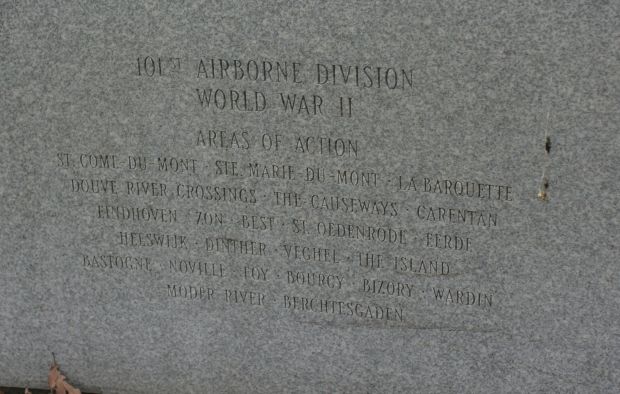 101ST AIRBORNE DIVISION
WORLD WAR II
AREAS OF ACTION
ST. COME-DU-MONT · STE. MARIE-DU-MONT · LA BARQUETTE
DOUVE RIVER CROSSINGS · THE CAUSEWAYS · CARENTAN
EINDHOVEN · ZON · BEST · ST. OEDENRODE · EERDE
HEESWIJK · DINTHER · VEGHEL · THE ISLAND
BASTOGNE · NOVILLE · FOY · BOURCY · BIZORY · WARDIN
MODER RIVER · BERCHTESGADEN